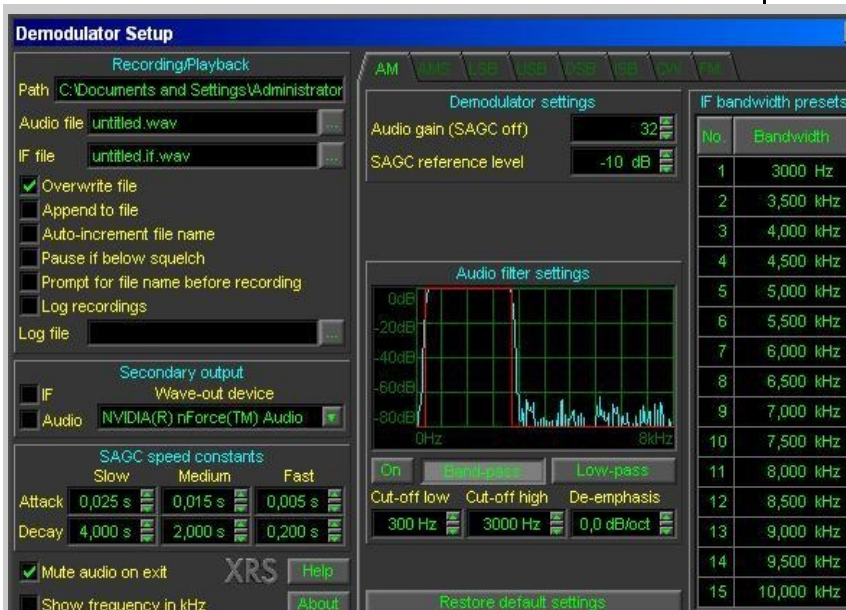 Demodulator Setup
Recording/Playback
Path C:\Documents and Settings\Administrator
Audio file untitled.wav ...
IF file untitled.if.wav ...
Overwrite file
Append to file
Auto-increment file name
Pause if below squelch
Prompt for file name before recording
Log recordings
Log file ...
Secondary output
IF Wave-out device
Audio NVIDIA(R) nForce(TM) Audio
SAGC speed constants
Slow Medium Fast
Attack 0,025 s 0,015 s 0,005 s
Decay 4,000 s 2,000 s 0,200 s
Mute audio on exit XRS Help
Show frequency in kHz About
AM AMS LSB USB DSB ISB CW FM
Demodulator settings
Audio gain (SAGC off) 32
SAGC reference level -10 dB
Audio filter settings
0dB
-20dB
-40dB
-60dB
-80dB
0Hz 8kHz
On Band-pass Low-pass
Cut-off low Cut-off high De-emphasis
300 Hz 3000 Hz 0,0 dB/oct
Restore default settings
IF bandwidth presets
No. Bandwidth
1 3000 Hz
2 3,500 kHz
3 4,000 kHz
4 4,500 kHz
5 5,000 kHz
6 5,500 kHz
7 6,000 kHz
8 6,500 kHz
9 7,000 kHz
10 7,500 kHz
11 8,000 kHz
12 8,500 kHz
13 9,000 kHz
14 9,500 kHz
15 10,000 kHz